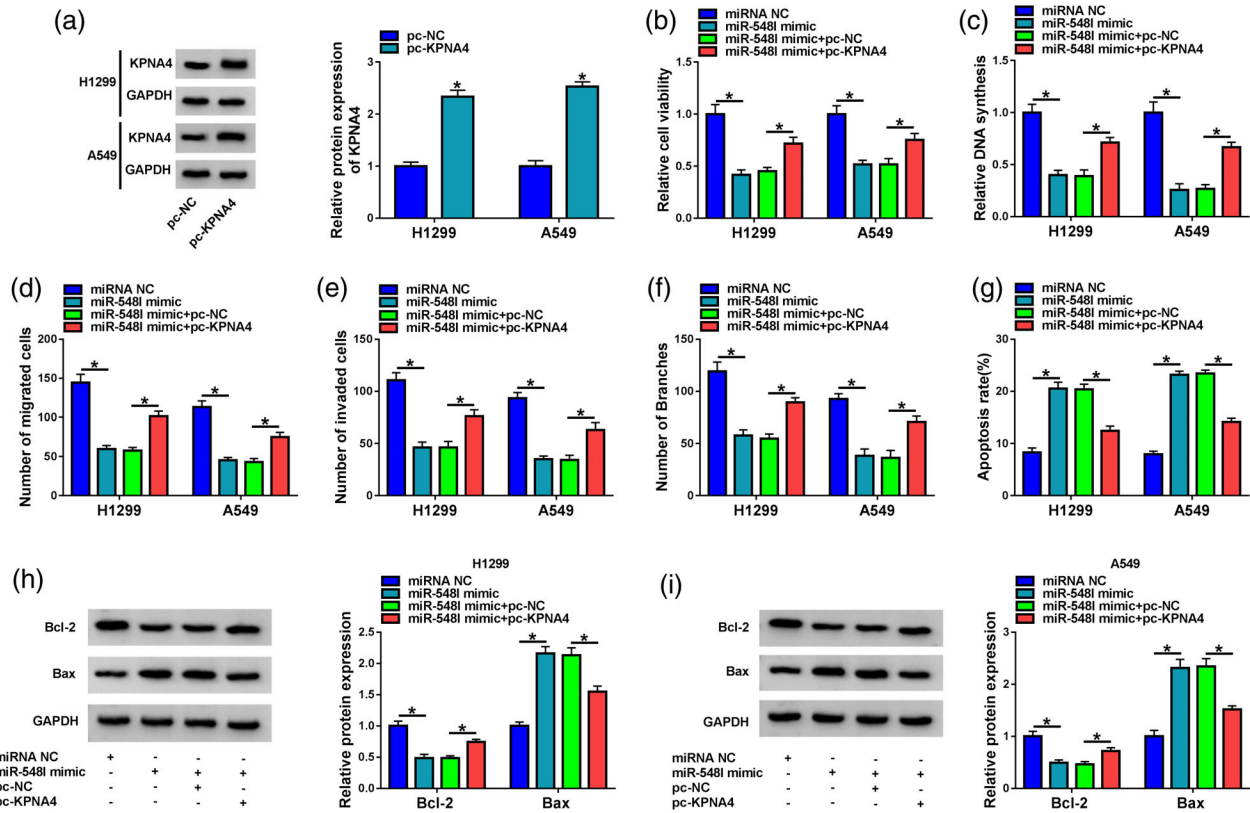 (a)
H1299
KPNA4
GAPDH
A549
KPNA4
GAPDH
pc-NC
pc-KPNA4
pc-NC
pc-KPNA4
Relative protein expression
of KPNA4
3
2
1
0
* *
H1299 A549
(b)
miRNA NC
miR-548l mimic
miR-548l mimic+pc-NC
miR-548l mimic+pc-KPNA4
Relative cell viability
1.5
1.0
0.5
0.0
* * * *
H1299 A549
(c)
miRNA NC
miR-548l mimic
miR-548l mimic+pc-NC
miR-548l mimic+pc-KPNA4
Relative DNA synthesis
1.5
1.0
0.5
0.0
* * * *
H1299 A549
(d)
miRNA NC
miR-548l mimic
miR-548l mimic+pc-NC
miR-548l mimic+pc-KPNA4
Number of migrated cells
200
150
100
50
0
* * * *
H1299 A549
(e)
miRNA NC
miR-548l mimic
miR-548l mimic+pc-NC
miR-548l mimic+pc-KPNA4
Number of invaded cells
150
100
50
0
* * * *
H1299 A549
(f)
miRNA NC
miR-548l mimic
miR-548l mimic+pc-NC
miR-548l mimic+pc-KPNA4
Number of Branches
150
100
50
0
* * * *
H1299 A549
(g)
miRNA NC
miR-548l mimic
miR-548l mimic+pc-NC
miR-548l mimic+pc-KPNA4
Apoptosis rate(%)
30
20
10
0
* * * *
H1299 A549
(h)
Bcl-2
Bax
GAPDH
miRNA NC + - - -
miR-548l mimic - + + +
pc-NC - - + -
pc-KPNA4 - - - +
H1299
miRNA NC
miR-548l mimic
miR-548l mimic+pc-NC
miR-548l mimic+pc-KPNA4
Relative protein expression
2.5
2.0
1.5
1.0
0.5
0.0
* * * *
Bcl-2 Bax
(i)
Bcl-2
Bax
GAPDH
miRNA NC + - - -
miR-548l mimic - + + +
pc-NC - - + -
pc-KPNA4 - - - +
A549
miRNA NC
miR-548l mimic
miR-548l mimic+pc-NC
miR-548l mimic+pc-KPNA4
Relative protein expression
3
2
1
0
* * * *
Bcl-2 Bax